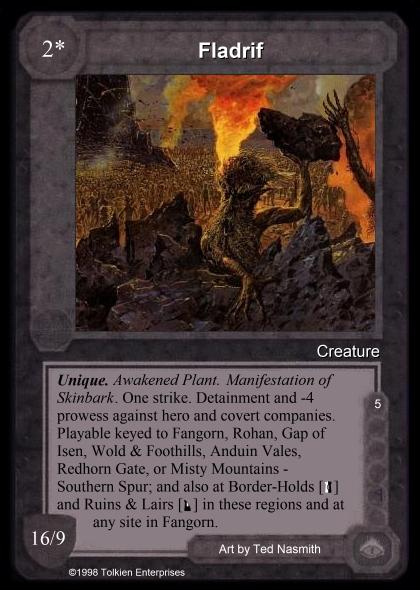 2*
Fladrif
Creature
Unique. Awakened Plant. Manifestation of
Skinbark. One strike. Detainment and -4
prowess against hero and covert companies.
Playable keyed to Fangorn, Rohan, Gap of
Isen, Wold & Foothills, Anduin Vales,
Redhorn Gate, or Misty Mountains -
Southern Spur; and also at Border-Holds [ ]
and Ruins & Lairs [ ] in these regions and at
any site in Fangorn.
5
16/9
Art by Ted Nasmith
©1998 Tolkien Enterprises